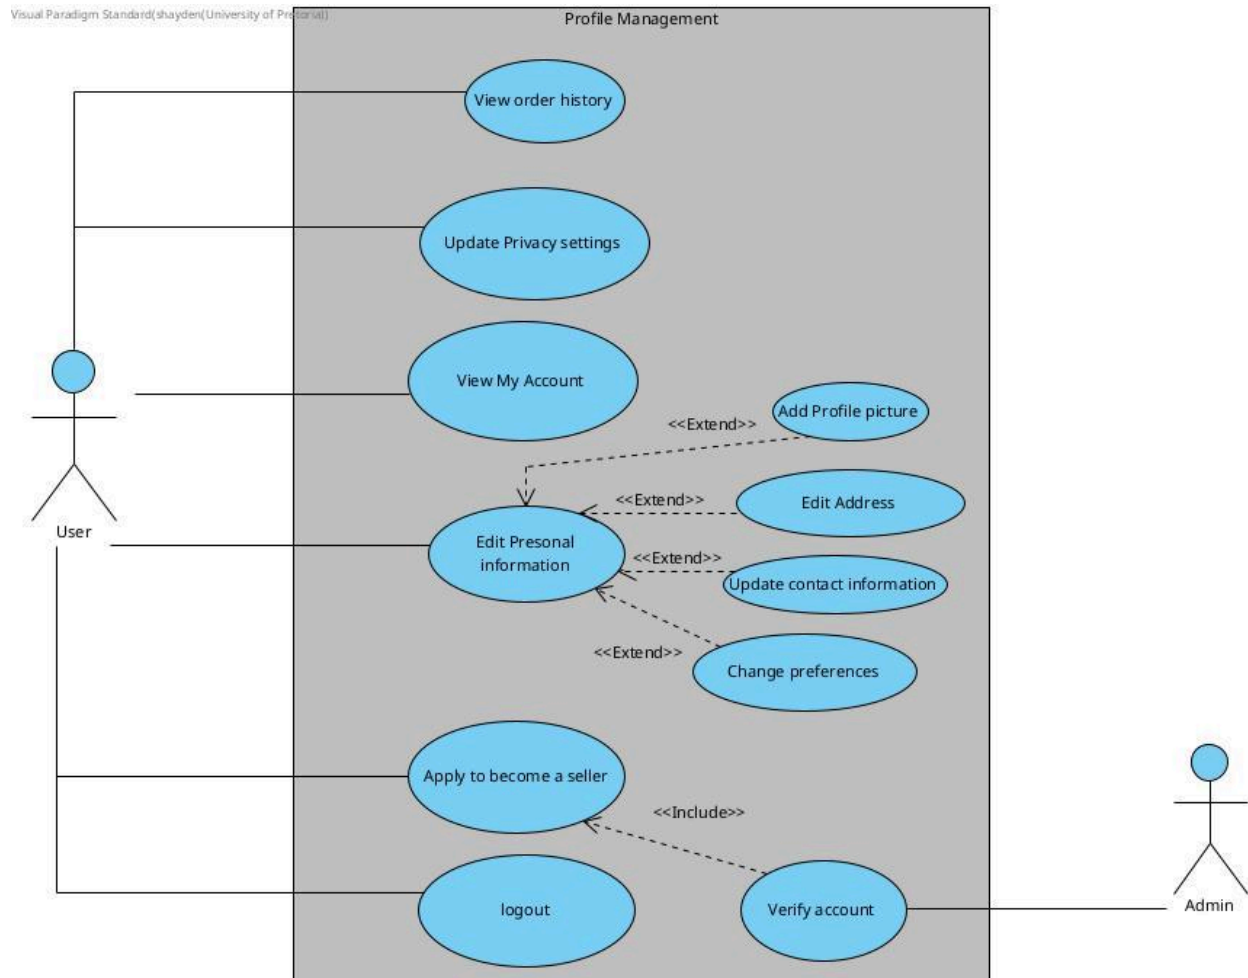 Visual Paradigm Standard(shayden(University of Pretoria))
Profile Management
View order history
Update Privacy settings
View My Account
Add Profile picture
<<Extend>>
Edit Address
<<Extend>>
User
Edit Presonal
information
<<Extend>>
Update contact information
<<Extend>>
Change preferences
Apply to become a seller
<<Include>>
logout
Verify account
Admin